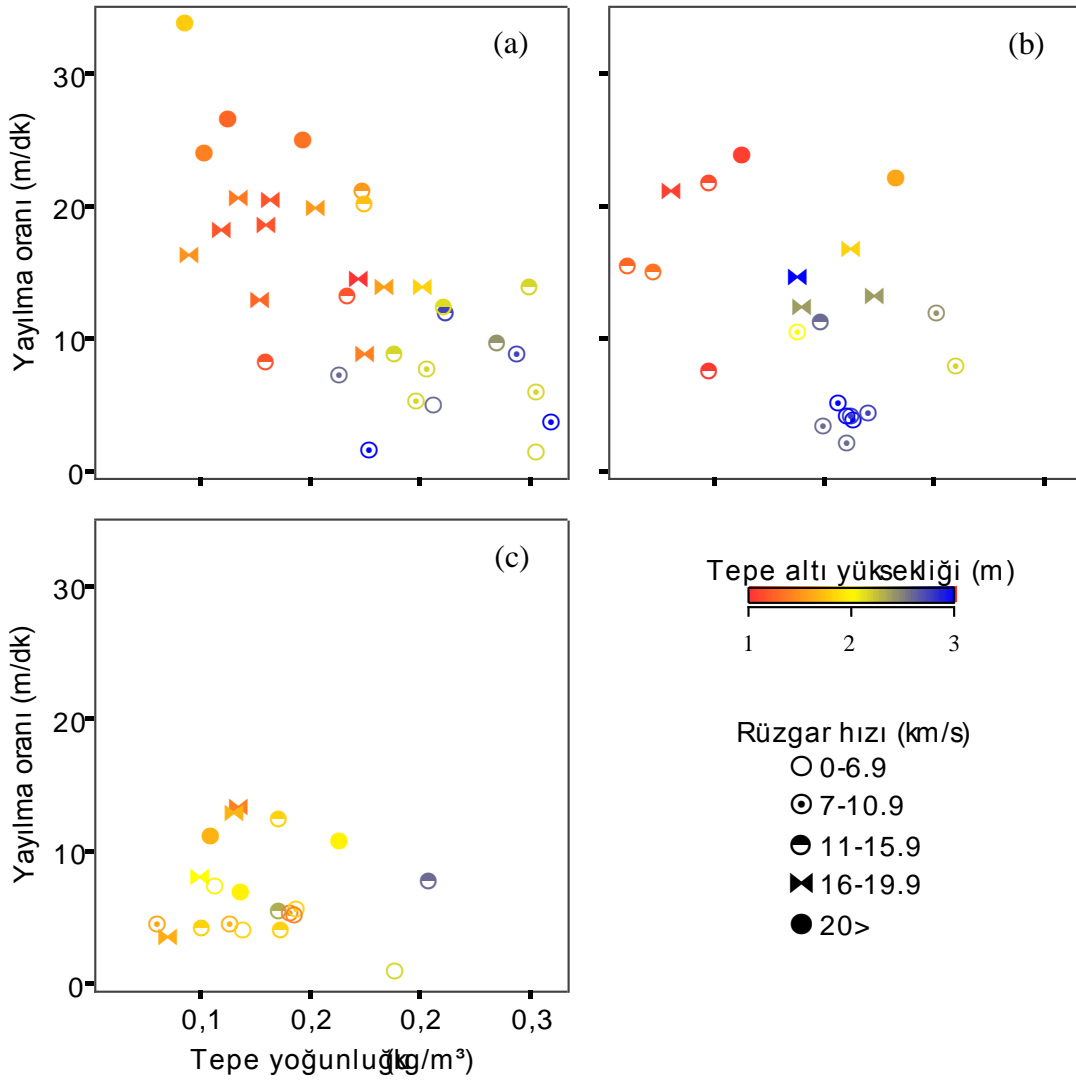 (a)
(b)
Yayılma oranı (m/dk)
30
20
10
0
(c)
Yayılma oranı (m/dk)
30
20
10
0
0,1
0,2
0,2
0,3
Tepe yoğunluğu (kg/m³)
Tepe altı yüksekliği (m)
1
2
3
Rüzgar hızı (km/s)
0-6.9
7-10.9
11-15.9
16-19.9
20>